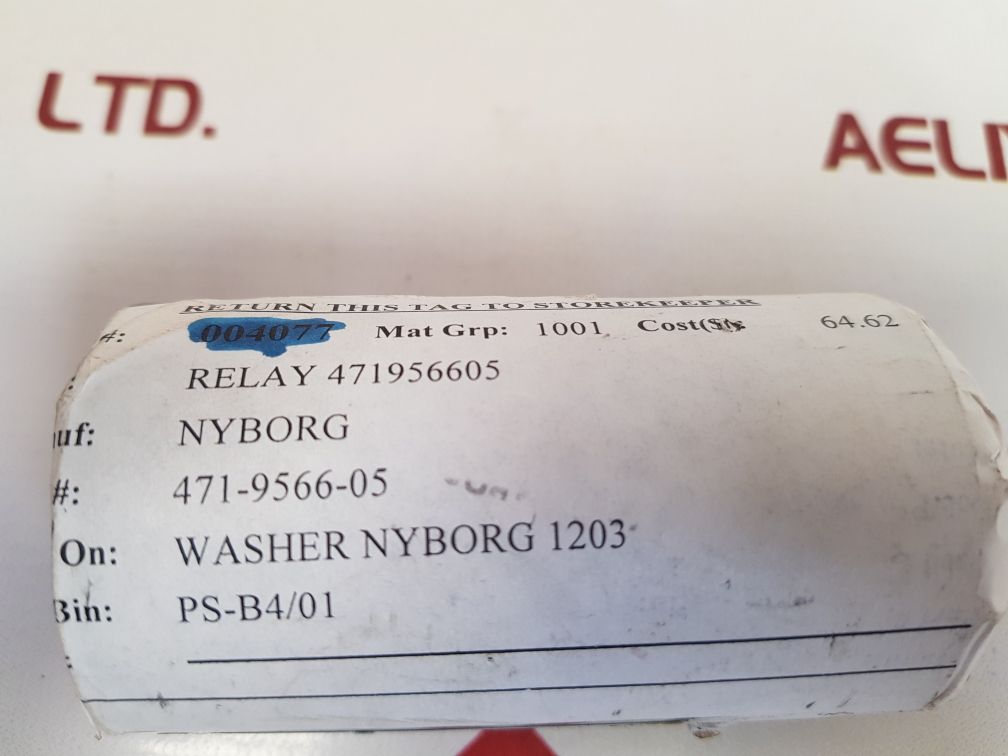 LTD.
AELI
RETURN THIS TAG TO STOREKEEPER
#: 004077 Mat Grp: 1001 Cost($): 64.62
: RELAY 471956605
uf: NYBORG
#: 471-9566-05
On: WASHER NYBORG 1203
Bin: PS-B4/01
: